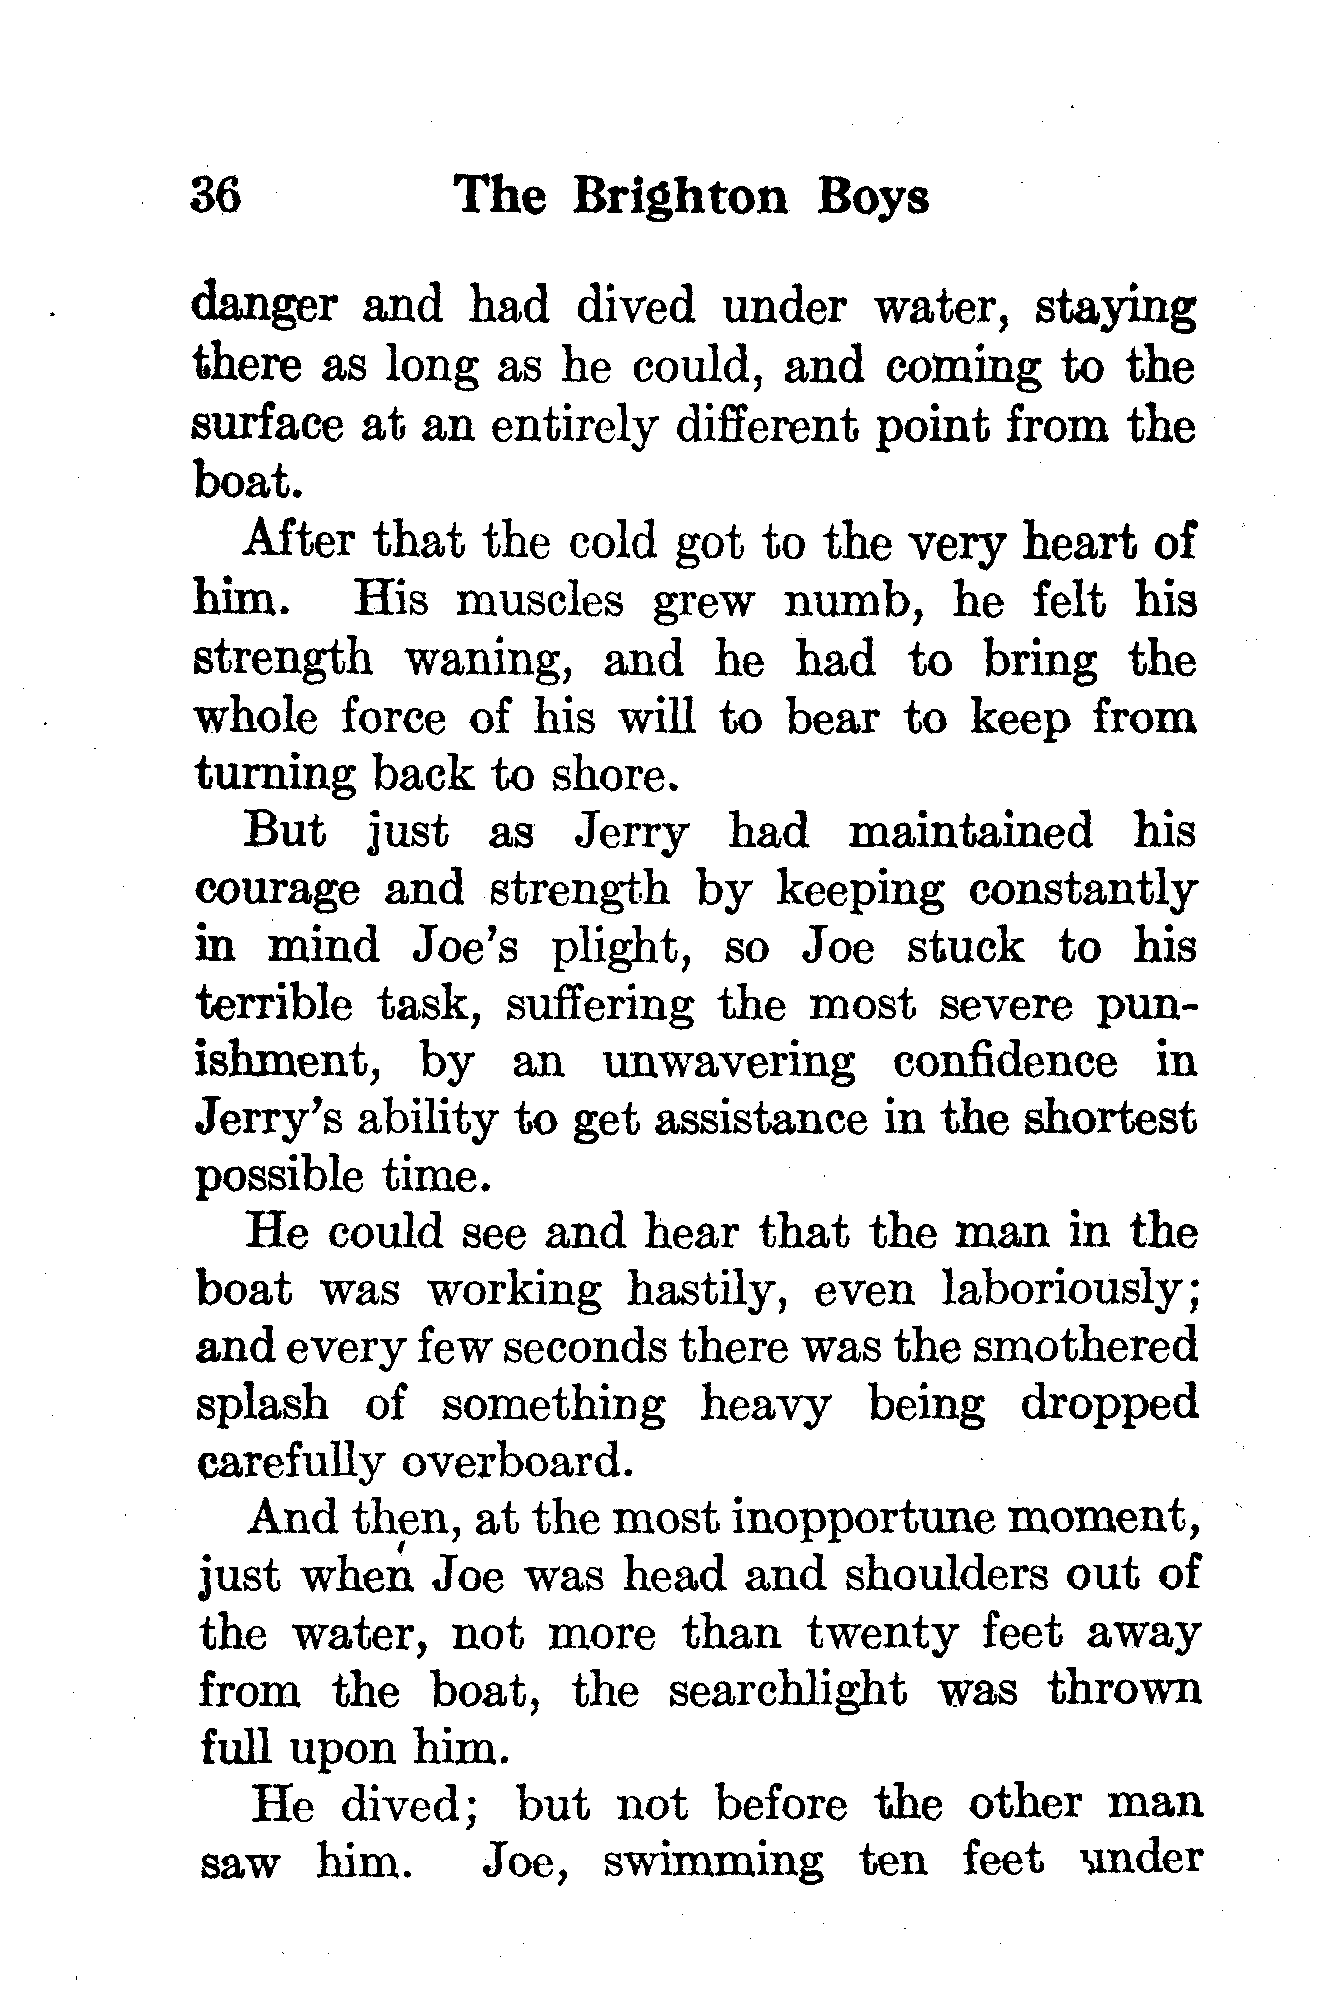 36 The Brighton Boys
danger and had dived under water, staying
there as long as he could, and coming to the
surface at an entirely different point from the
boat.
After that the cold got to the very heart of
him. His muscles grew numb, he felt his
strength waning, and he had to bring the
whole force of his will to bear to keep from
turning back to shore.
But just as Jerry had maintained his
courage and strength by keeping constantly
in mind Joe's plight, so Joe stuck to his
terrible task, suffering the most severe pun-
ishment, by an unwavering confidence in
Jerry's ability to get assistance in the shortest
possible time.
He could see and hear that the man in the
boat was working hastily, even laboriously;
and every few seconds there was the smothered
splash of something heavy being dropped
carefully overboard.
And then, at the most inopportune moment,
just when Joe was head and shoulders out of
the water, not more than twenty feet away
from the boat, the searchlight was thrown
full upon him.
He dived; but not before the other man
saw him. Joe, swimming ten feet under